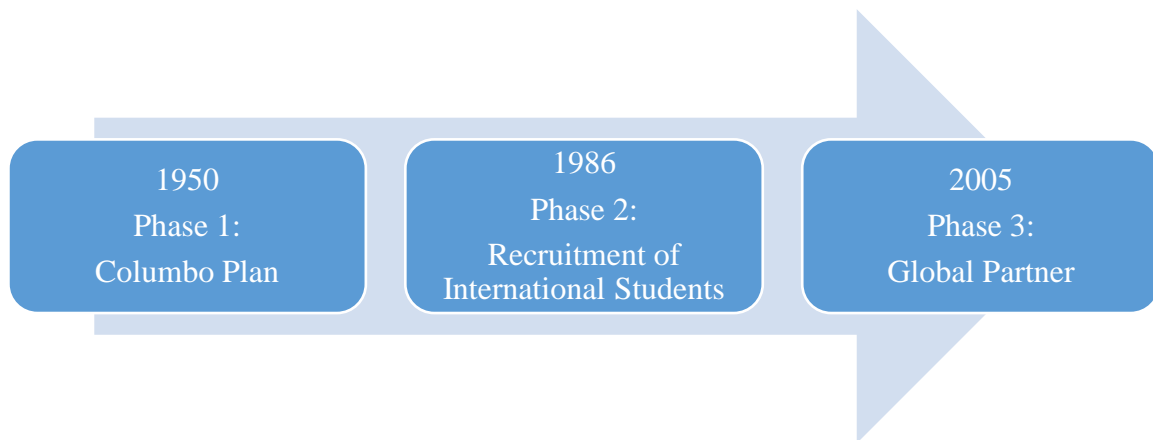 1950
Phase 1:
Columbo Plan
1986
Phase 2:
Recruitment of
International Students
2005
Phase 3:
Global Partner